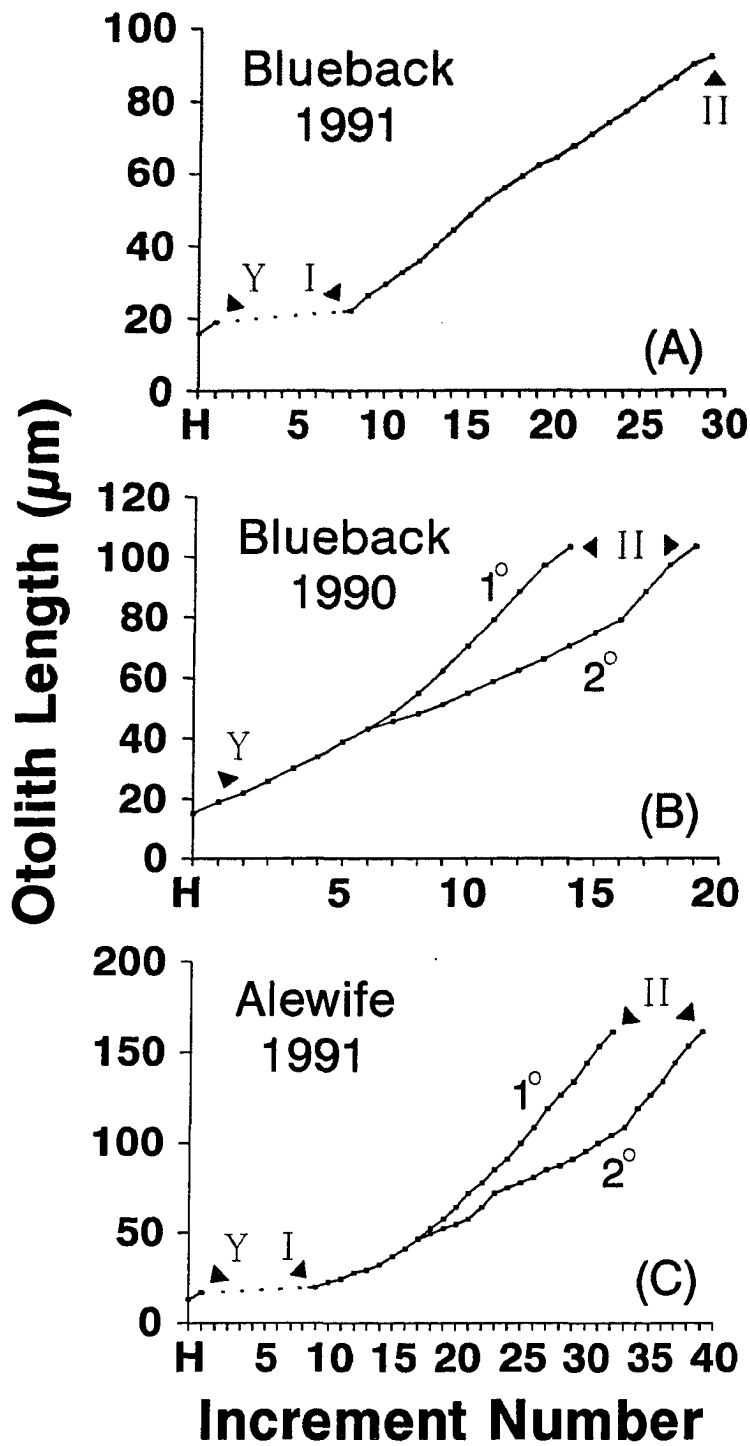 Otolith Length (µm)
100
80
60
40
20
0
Blueback
1991
Y I
II
(A)
H 5 10 15 20 25 30
120
100
80
60
40
20
0
Blueback
1990
1° II
2°
Y
(B)
H 5 10 15 20
200
150
100
50
0
Alewife
1991
II
1°
2°
Y I
(C)
H 5 10 15 20 25 30 35 40
Increment Number